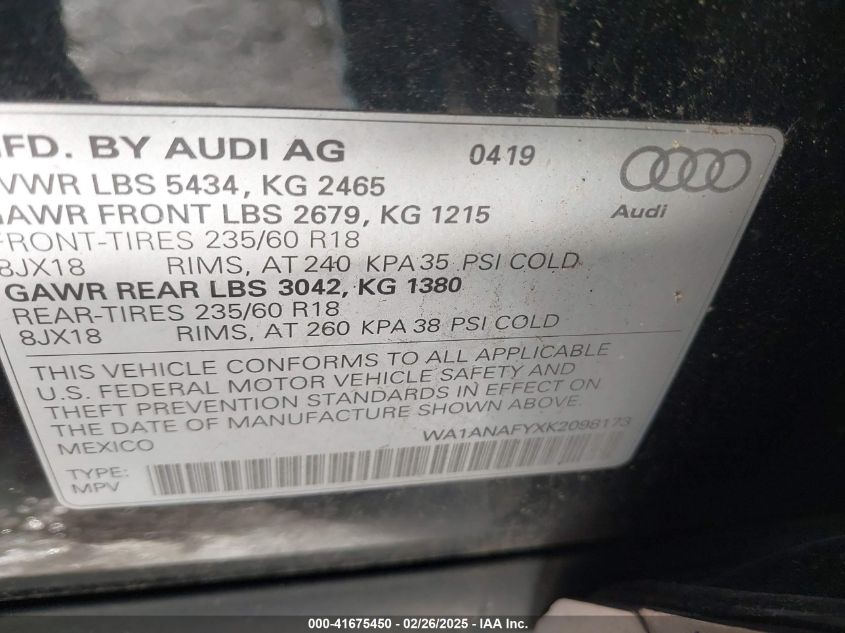 MFD. BY AUDI AG 0419
VWR LBS 5434, KG 2465
GAWR FRONT LBS 2679, KG 1215
FRONT-TIRES 235/60 R18
8JX18 RIMS, AT 240 KPA 35 PSI COLD
GAWR REAR LBS 3042, KG 1380
REAR-TIRES 235/60 R18
8JX18 RIMS, AT 260 KPA 38 PSI COLD
Audi
THIS VEHICLE CONFORMS TO ALL APPLICABLE
U.S. FEDERAL MOTOR VEHICLE SAFETY AND
THEFT PREVENTION STANDARDS IN EFFECT ON
THE DATE OF MANUFACTURE SHOWN ABOVE.
MEXICO WA1ANAFYXK2098173
TYPE:
MPV
000-41675450 - 02/26/2025 - IAA Inc.